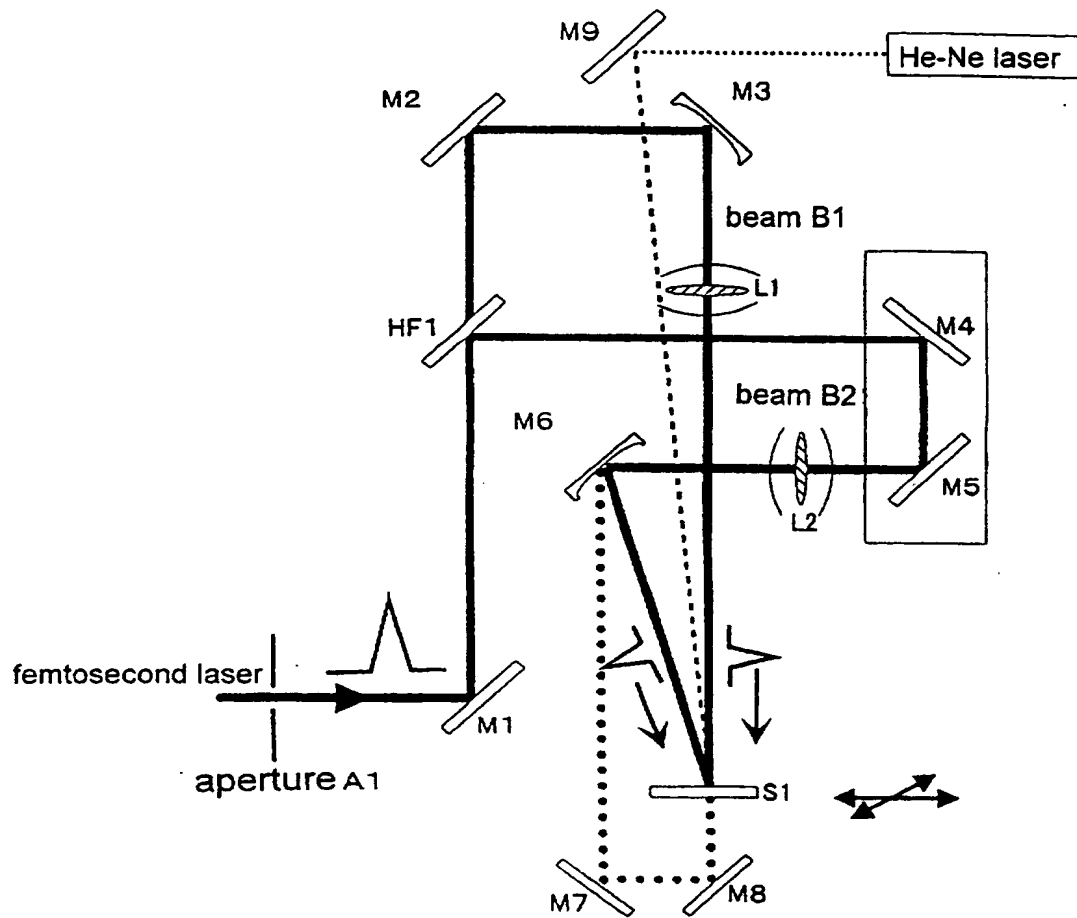 M9
He-Ne laser
M2
M3
beam B1
L1
HF1
M4
beam B2
M6
M5
L2
femtosecond laser
M1
aperture A1
S1
M7
M8